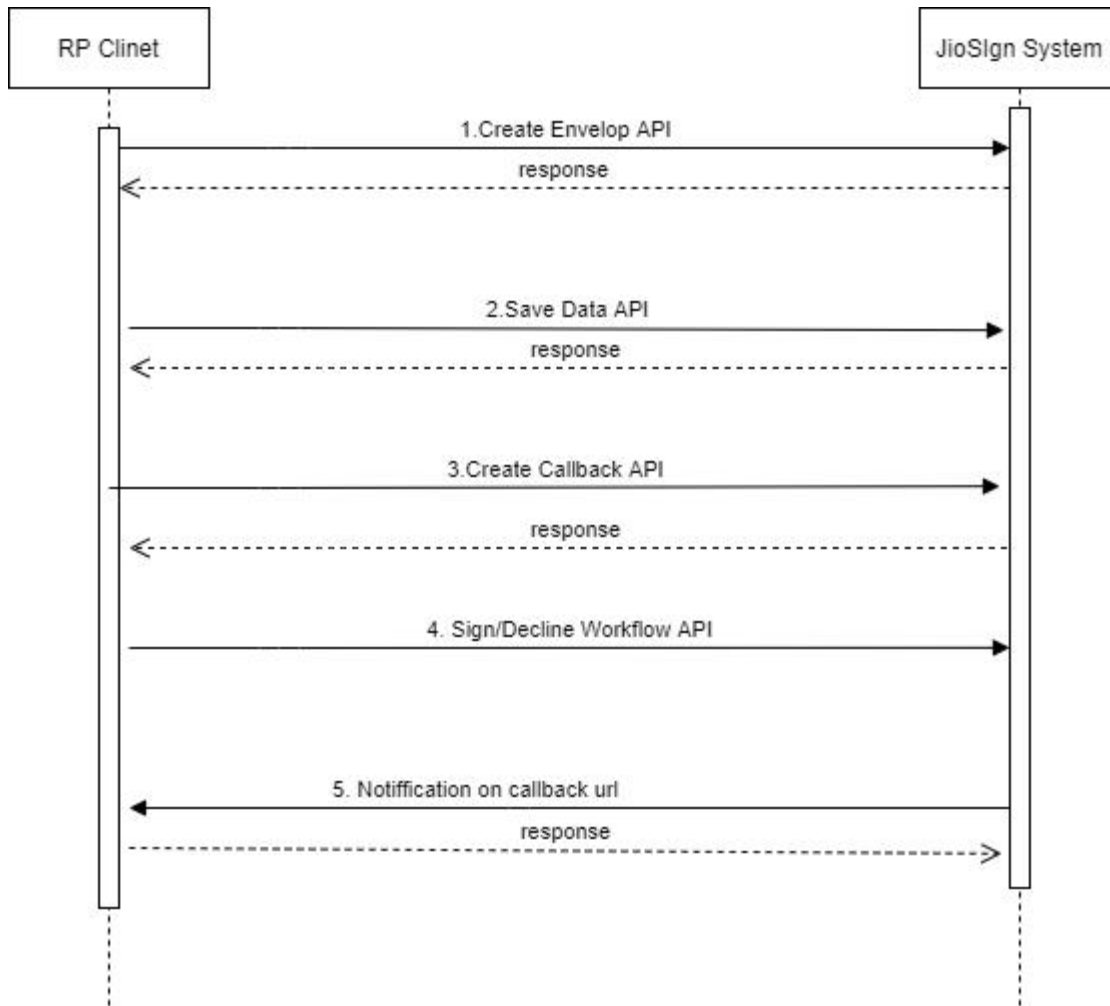 RP Clinet
JioSIgn System
1.Create Envelop API
response
2.Save Data API
response
3.Create Callback API
response
4. Sign/Decline Workflow API
5. Notiffication on callback url
response